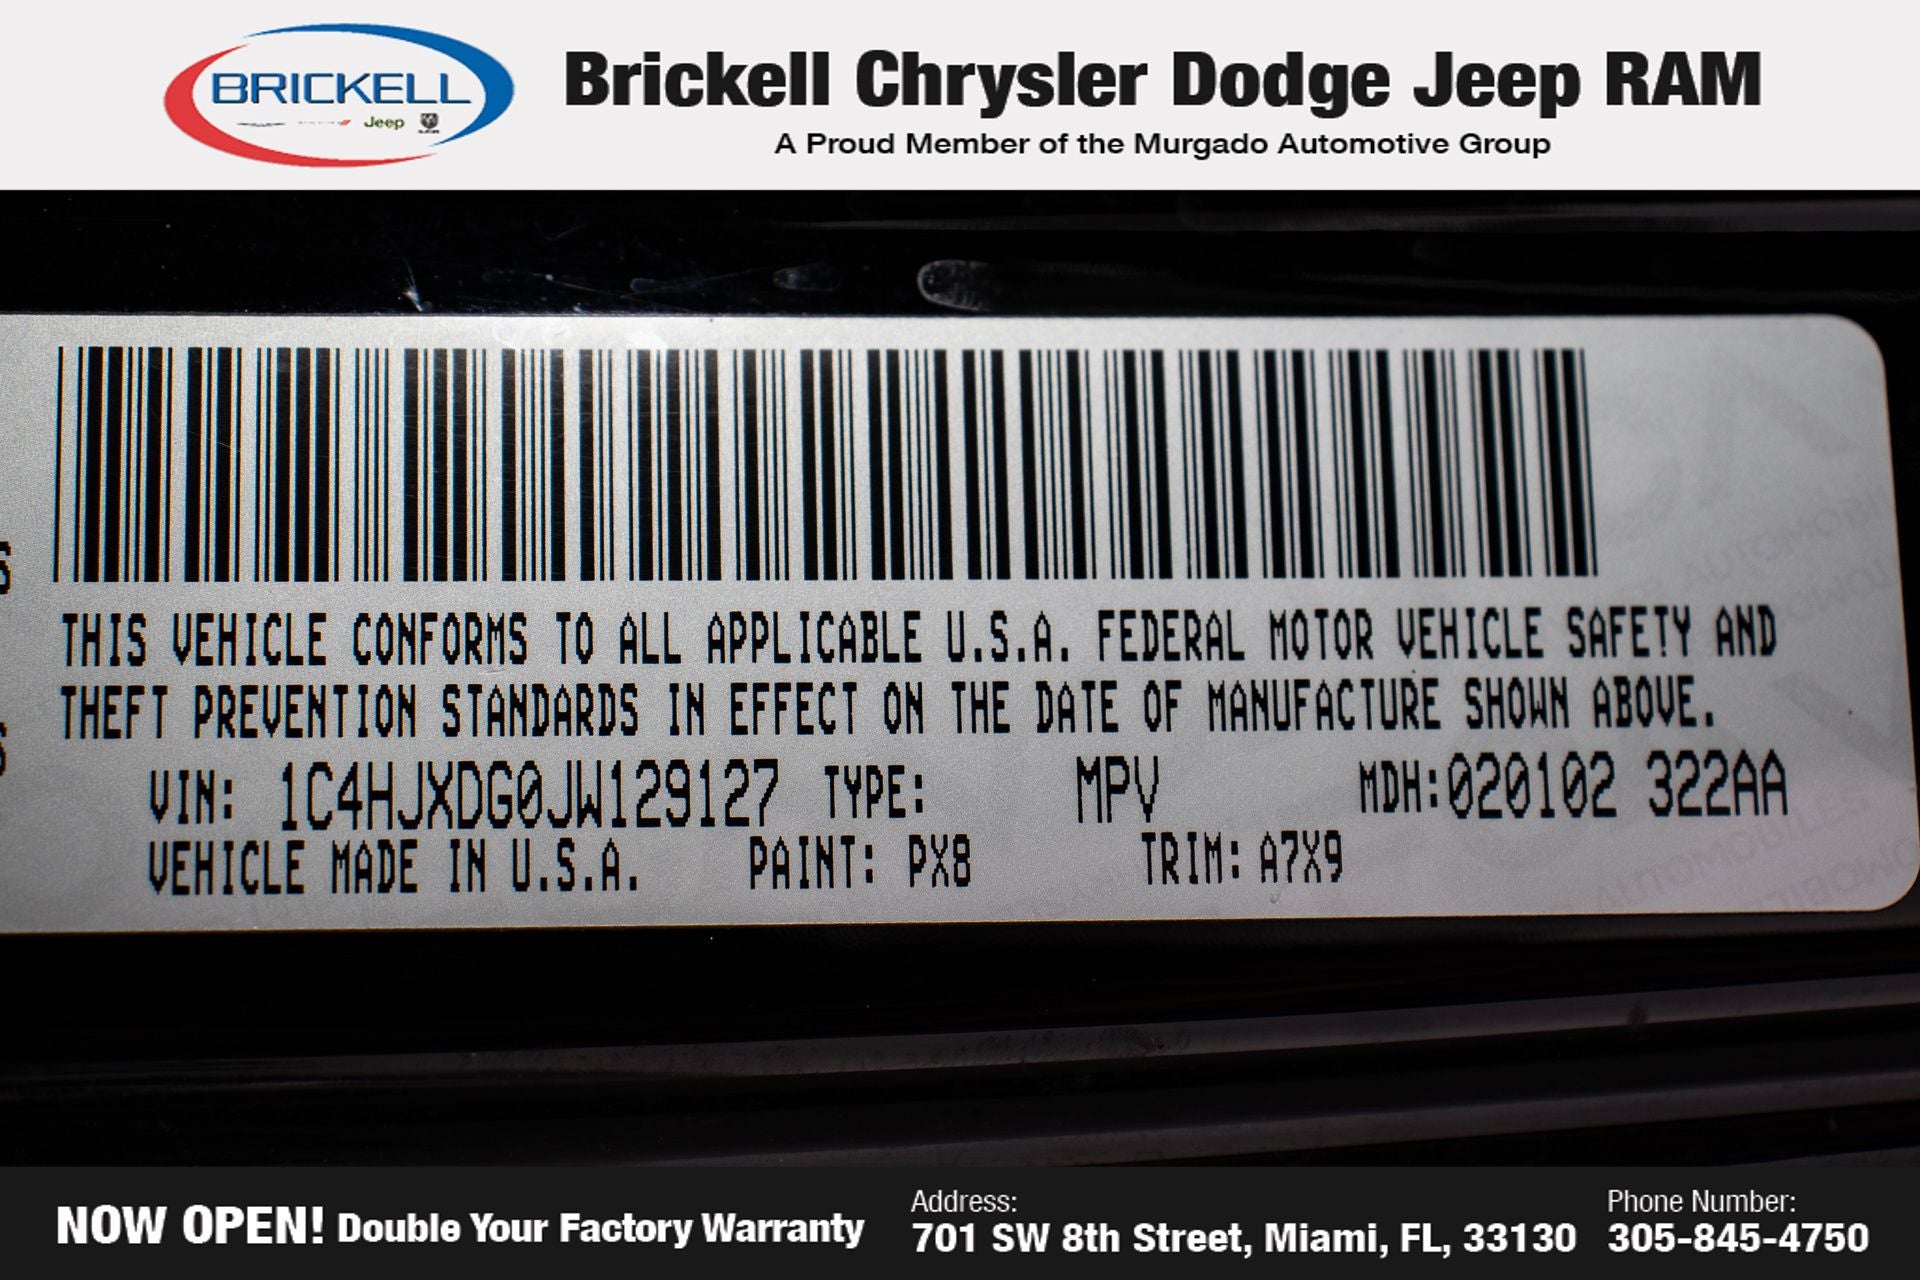 BRICKELL
Jeep
Brickell Chrysler Dodge Jeep RAM
A Proud Member of the Murgado Automotive Group
THIS VEHICLE CONFORMS TO ALL APPLICABLE U.S.A. FEDERAL MOTOR VEHICLE SAFETY AND
THEFT PREVENTION STANDARDS IN EFFECT ON THE DATE OF MANUFACTURE SHOWN ABOVE.
VIN: 1C4HJXDG0JW129127 TYPE: MPV MDH:020102 322AA
VEHICLE MADE IN U.S.A. PAINT: PX8 TRIM: A7X9
NOW OPEN! Double Your Factory Warranty
Address:
701 SW 8th Street, Miami, FL, 33130
Phone Number:
305-845-4750